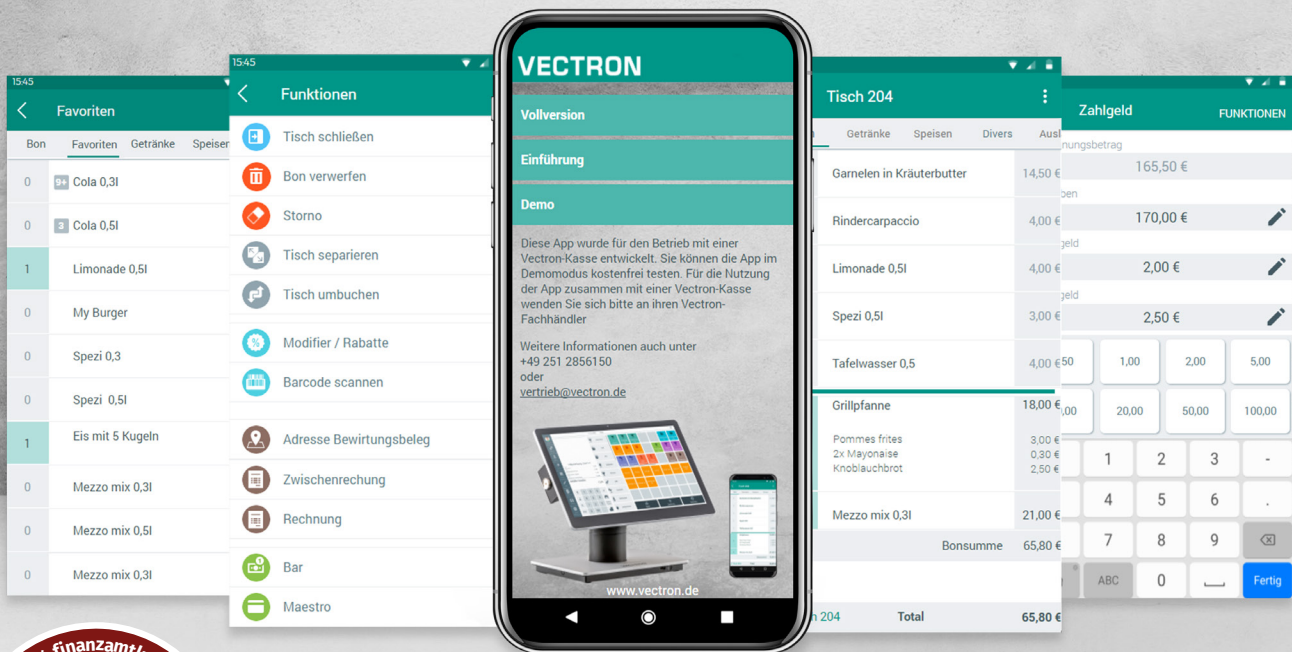 15:45
Favoriten
Bon Favoriten Getränke Speisen
0 9+ Cola 0,3l
0 3 Cola 0,5l
1 Limonade 0,5l
0 My Burger
0 Spezi 0,3
0 Spezi 0,5l
1 Eis mit 5 Kugeln
0 Mezzo mix 0,3l
0 Mezzo mix 0,5l
0 Mezzo mix 0,3l
finanzamt
15:45
Funktionen
Tisch schließen
Bon verwerfen
Storno
Tisch separieren
Tisch umbuchen
Modifier / Rabatte
Barcode scannen
Adresse Bewirtungsbeleg
Zwischenrechung
Rechnung
Bar
Maestro
VECTRON
Vollversion
Einführung
Demo
Diese App wurde für den Betrieb mit einer
Vectron-Kasse entwickelt. Sie können die App im
Demomodus kostenfrei testen. Für die Nutzung
der App zusammen mit einer Vectron-Kasse
wenden Sie sich bitte an ihren Vectron-
Fachhändler
Weitere Informationen auch unter
+49 251 2856150
oder
vertrieb@vectron.de
www.vectron.de
Tisch 204
Getränke Speisen Divers Ausl
Garnelen in Kräuterbutter 14,50 €
Rindercarpaccio 4,00 €
Limonade 0,5l 4,00 €
Spezi 0,5l 3,00 €
Tafelwasser 0,5 4,00 €
Grillpfanne 18,00 €
Pommes frites 3,00 €
2x Mayonaise 0,30 €
Knoblauchbrot 2,50 €
Mezzo mix 0,3l 21,00 €
Bonsumme 65,80 €
204 Total 65,80 €
Zahlgeld FUNKTIONEN
nungsbetrag
165,50 €
ben
170,00 €
geld
2,00 €
geld
2,50 €
50 1,00 2,00 5,00
,00 20,00 50,00 100,00
1 2 3 -
4 5 6 .
7 8 9
ABC 0 Fertig